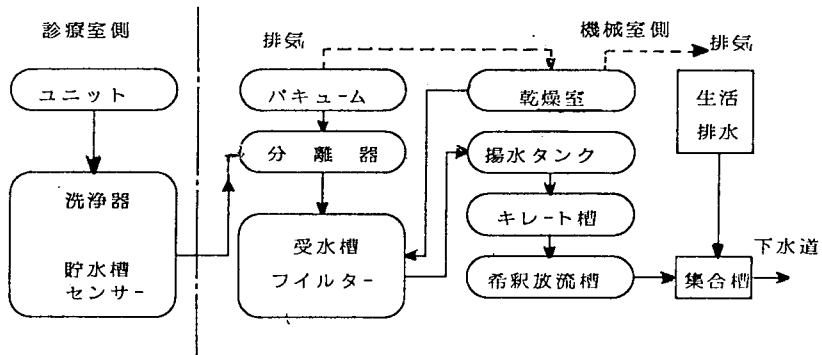 診療室側
機械室側
排気
排気
ユニット
バキューム
乾燥室
生活
排水
分離器
揚水タンク
洗浄器
貯水槽
センサー
受水槽
フイルター
キレート槽
希釈放流槽
集合槽
下水道